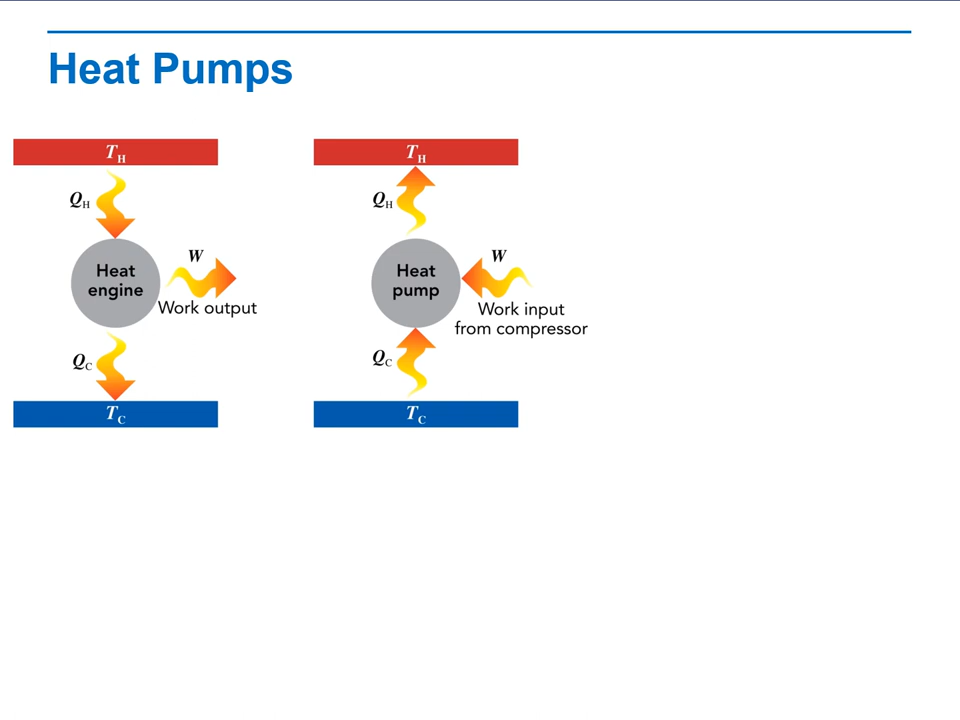 Heat Pumps
T_H
Q_H
Heat
engine
W
Work output
Q_C
T_C
T_H
Q_H
Heat
pump
W
Work input
from compressor
Q_C
T_C